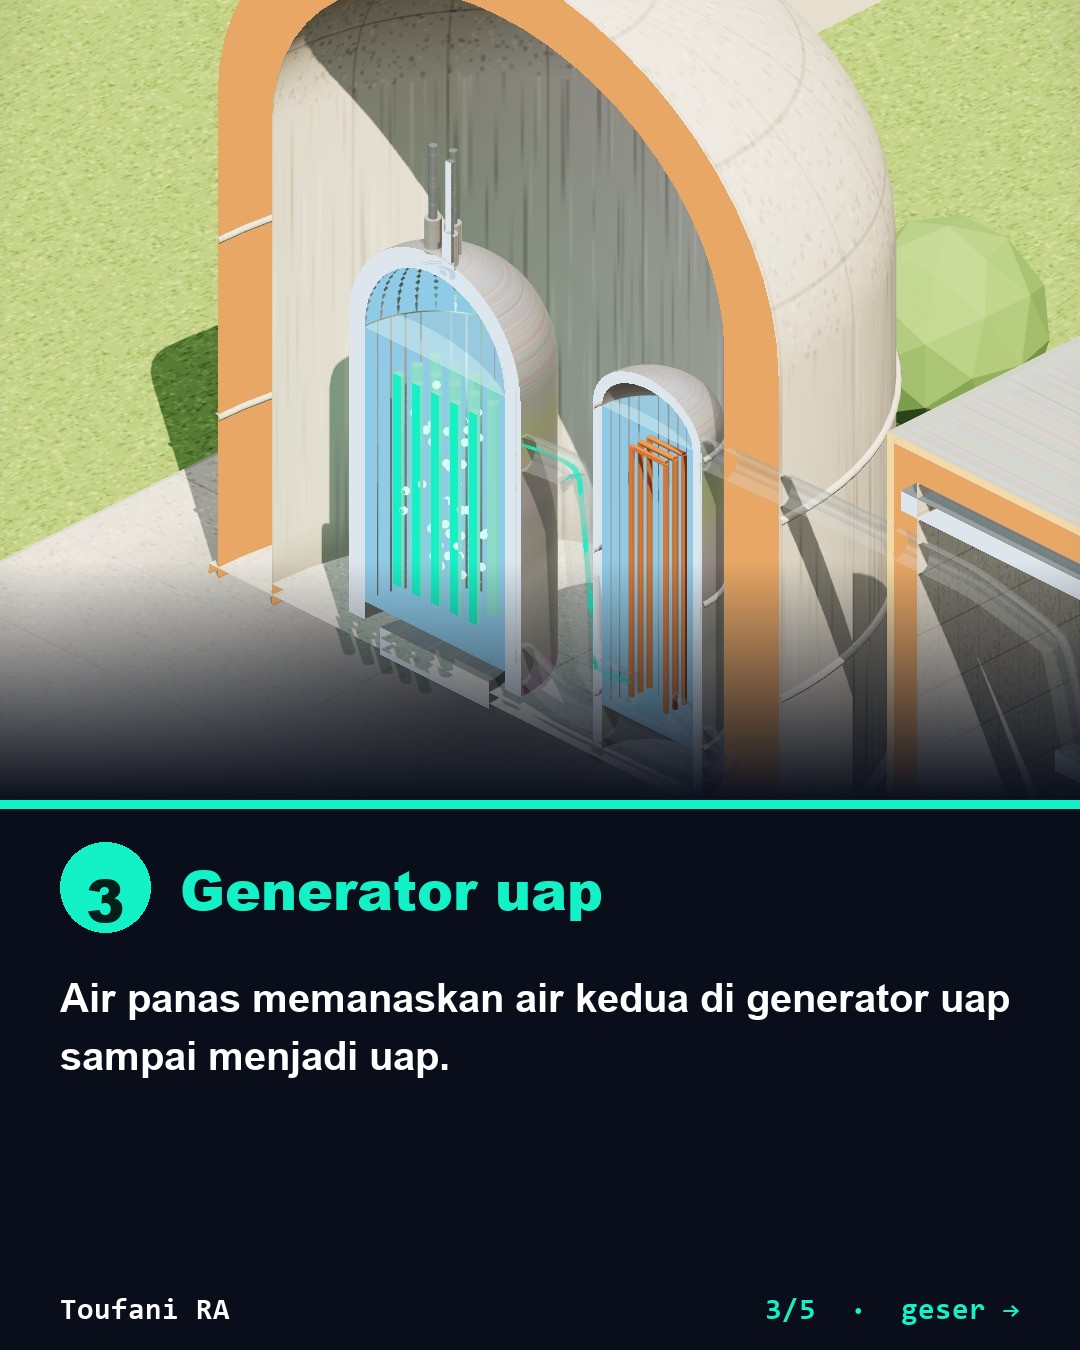 3 Generator uap
Air panas memanaskan air kedua di generator uap
sampai menjadi uap.
Toufani RA 3/5 · geser →